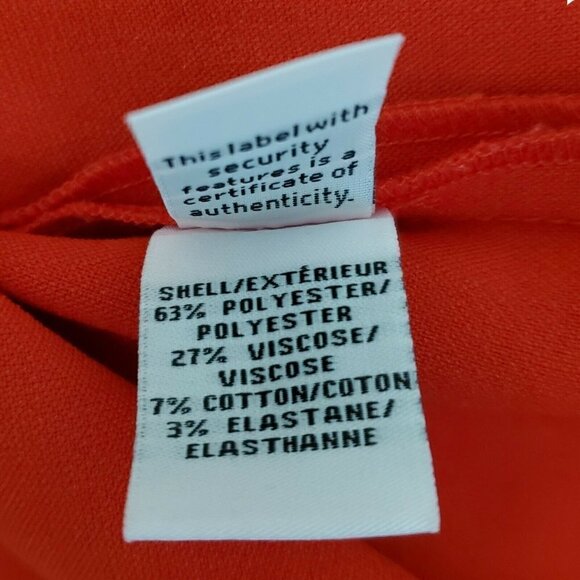 This label with
security
features is a
certificate of
authenticity.
SHELL/EXTÉRIEUR
63% POLYESTER/
POLYESTER
27% VISCOSE/
VISCOSE
7% COTTON/COTON
3% ELASTANE/
ELASTHANNE